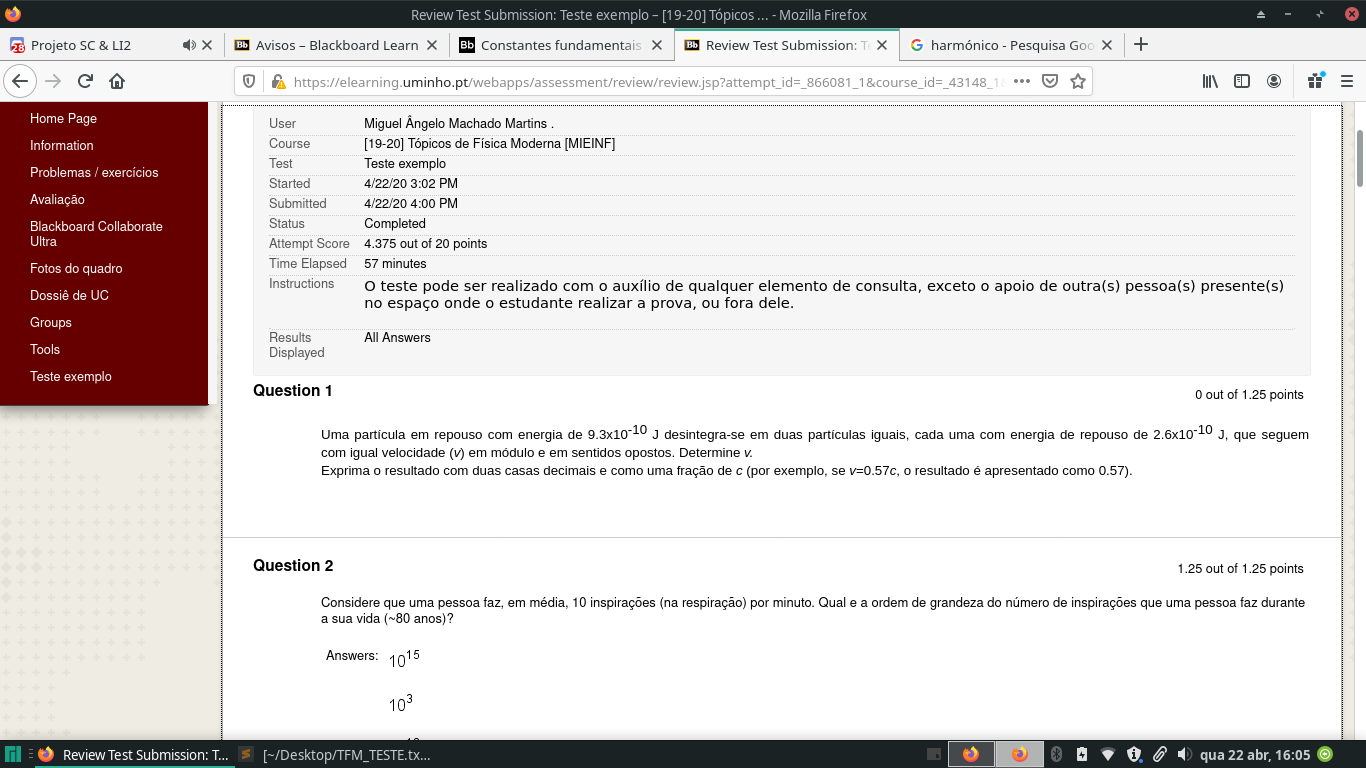 Review Test Submission: Teste exemplo – [19-20] Tópicos ... - Mozilla Firefox
28 Projeto SC & LI2
Bb Avisos – Blackboard Learn
Bb Constantes fundamentais
Bb Review Test Submission: T
G harmónico - Pesquisa Goo
https://elearning.uminho.pt/webapps/assessment/review/review.jsp?attempt_id=_866081_1&course_id=_43148_1
Home Page
Information
Problemas / exercícios
Avaliação
Blackboard Collaborate
Ultra
Fotos do quadro
Dossiê de UC
Groups
Tools
Teste exemplo
User Miguel Ângelo Machado Martins .
Course [19-20] Tópicos de Física Moderna [MIEINF]
Test Teste exemplo
Started 4/22/20 3:02 PM
Submitted 4/22/20 4:00 PM
Status Completed
Attempt Score 4.375 out of 20 points
Time Elapsed 57 minutes
Instructions O teste pode ser realizado com o auxílio de qualquer elemento de consulta, exceto o apoio de outra(s) pessoa(s) presente(s)
no espaço onde o estudante realizar a prova, ou fora dele.
Results All Answers
Displayed
Question 1
0 out of 1.25 points
Uma partícula em repouso com energia de 9.3x10⁻¹⁰ J desintegra-se em duas partículas iguais, cada uma com energia de repouso de 2.6x10⁻¹⁰ J, que seguem
com igual velocidade (v) em módulo e em sentidos opostos. Determine v.
Exprima o resultado com duas casas decimais e como uma fração de c (por exemplo, se v=0.57c, o resultado é apresentado como 0.57).
Question 2
1.25 out of 1.25 points
Considere que uma pessoa faz, em média, 10 inspirações (na respiração) por minuto. Qual e a ordem de grandeza do número de inspirações que uma pessoa faz durante
a sua vida (~80 anos)?
Answers: 10¹⁵
10³
Review Test Submission: T...
[~/Desktop/TFM_TESTE.tx...
qua 22 abr, 16:05